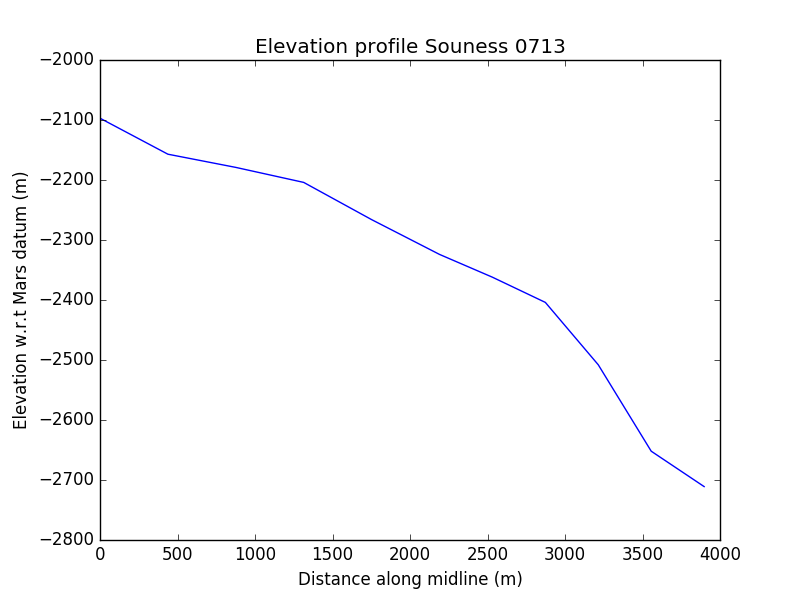 Elevation profile Souness 0713
−2000
−2100
−2200
−2300
−2400
−2500
−2600
−2700
−2800
Elevation w.r.t Mars datum (m)
0 500 1000 1500 2000 2500 3000 3500 4000
Distance along midline (m)